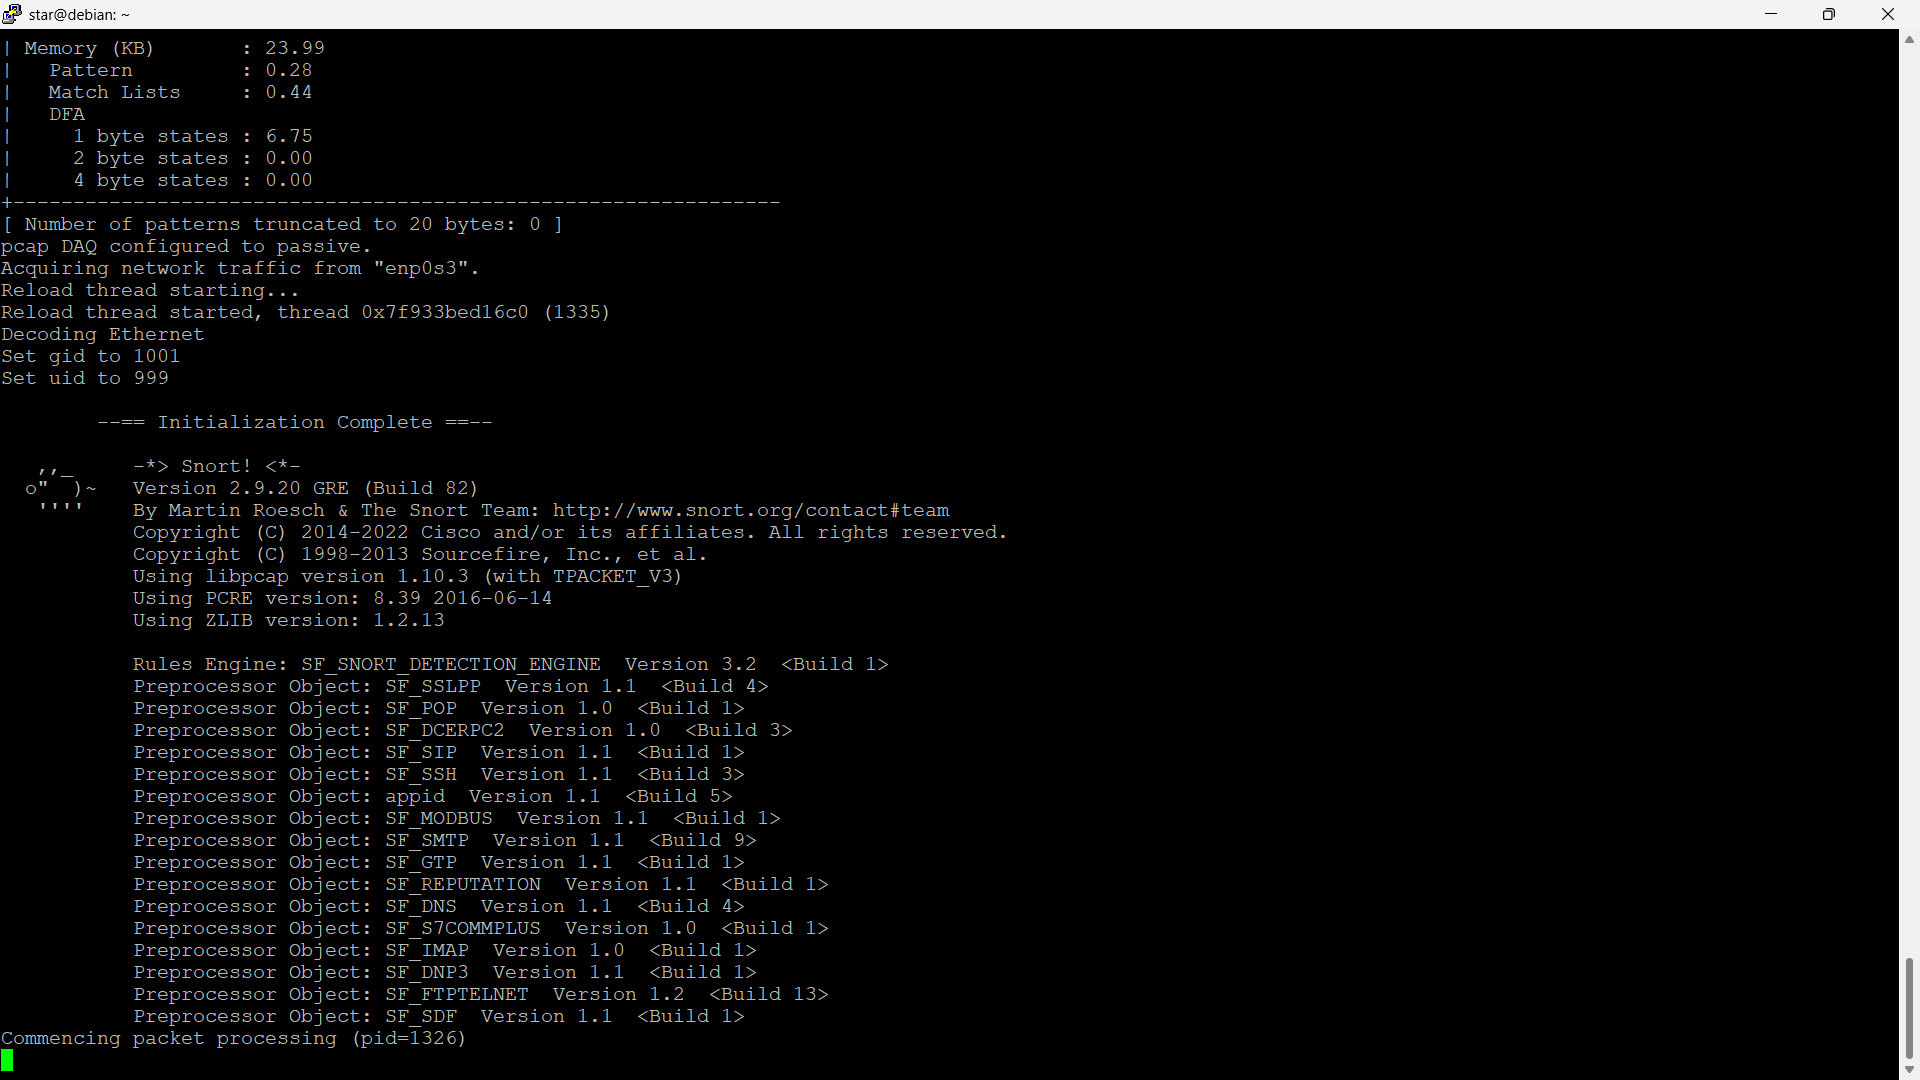 star@debian: ~
| Memory (KB)       : 23.99
|   Pattern         : 0.28
|   Match Lists     : 0.44
|   DFA
|     1 byte states : 6.75
|     2 byte states : 0.00
|     4 byte states : 0.00
+----------------------------------------------------------------
[ Number of patterns truncated to 20 bytes: 0 ]
pcap DAQ configured to passive.
Acquiring network traffic from "enp0s3".
Reload thread starting...
Reload thread started, thread 0x7f933bed16c0 (1335)
Decoding Ethernet
Set gid to 1001
Set uid to 999
        --== Initialization Complete ==--
   ,,_     -*> Snort! <*-
  o"  )~   Version 2.9.20 GRE (Build 82)
   ''''    By Martin Roesch & The Snort Team: http://www.snort.org/contact#team
           Copyright (C) 2014-2022 Cisco and/or its affiliates. All rights reserved.
           Copyright (C) 1998-2013 Sourcefire, Inc., et al.
           Using libpcap version 1.10.3 (with TPACKET_V3)
           Using PCRE version: 8.39 2016-06-14
           Using ZLIB version: 1.2.13
           Rules Engine: SF_SNORT_DETECTION_ENGINE  Version 3.2  <Build 1>
           Preprocessor Object: SF_SSLPP  Version 1.1  <Build 4>
           Preprocessor Object: SF_POP  Version 1.0  <Build 1>
           Preprocessor Object: SF_DCERPC2  Version 1.0  <Build 3>
           Preprocessor Object: SF_SIP  Version 1.1  <Build 1>
           Preprocessor Object: SF_SSH  Version 1.1  <Build 3>
           Preprocessor Object: appid  Version 1.1  <Build 5>
           Preprocessor Object: SF_MODBUS  Version 1.1  <Build 1>
           Preprocessor Object: SF_SMTP  Version 1.1  <Build 9>
           Preprocessor Object: SF_GTP  Version 1.1  <Build 1>
           Preprocessor Object: SF_REPUTATION  Version 1.1  <Build 1>
           Preprocessor Object: SF_DNS  Version 1.1  <Build 4>
           Preprocessor Object: SF_S7COMMPLUS  Version 1.0  <Build 1>
           Preprocessor Object: SF_IMAP  Version 1.0  <Build 1>
           Preprocessor Object: SF_DNP3  Version 1.1  <Build 1>
           Preprocessor Object: SF_FTPTELNET  Version 1.2  <Build 13>
           Preprocessor Object: SF_SDF  Version 1.1  <Build 1>
Commencing packet processing (pid=1326)